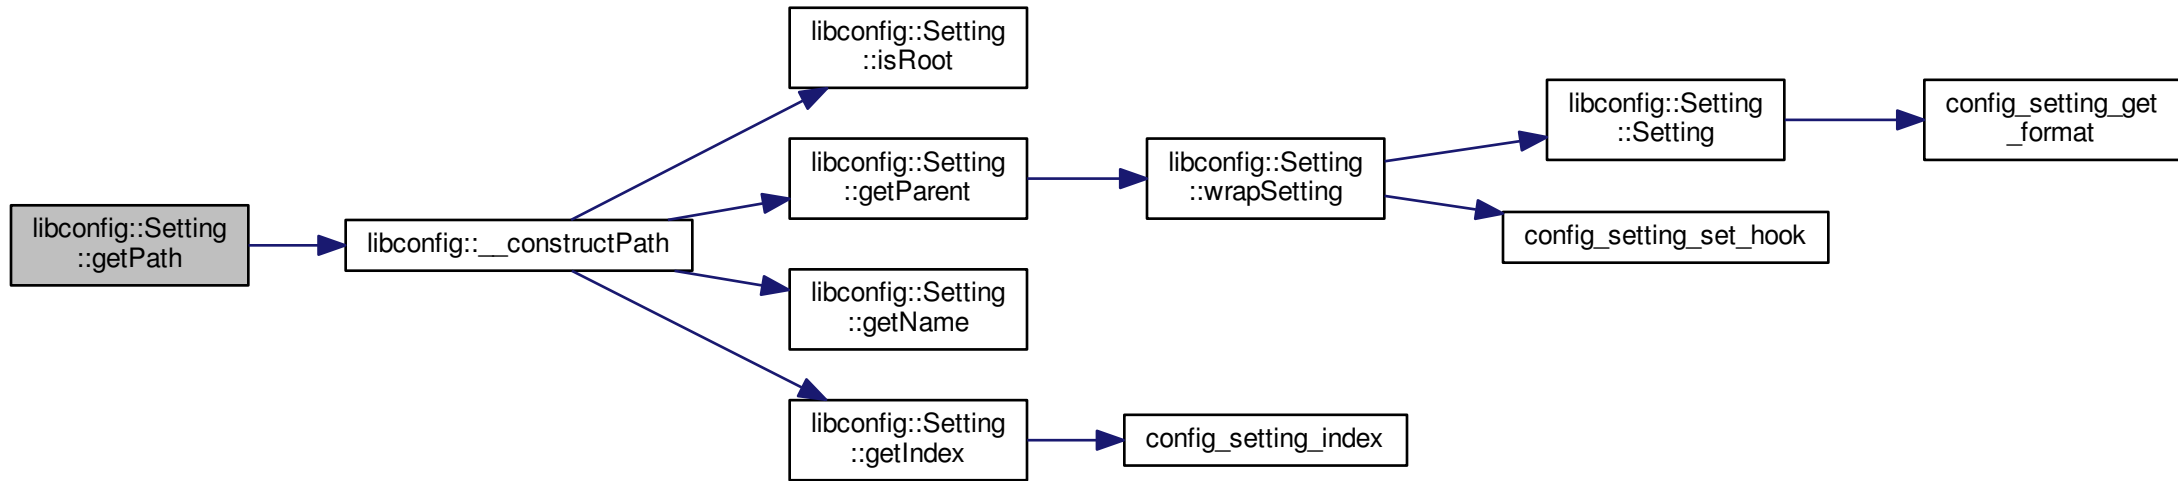 libconfig::Setting
::getPath
libconfig::__constructPath
libconfig::Setting
::isRoot
libconfig::Setting
::getParent
libconfig::Setting
::getName
libconfig::Setting
::getIndex
libconfig::Setting
::wrapSetting
config_setting_index
libconfig::Setting
::Setting
config_setting_set_hook
config_setting_get
_format